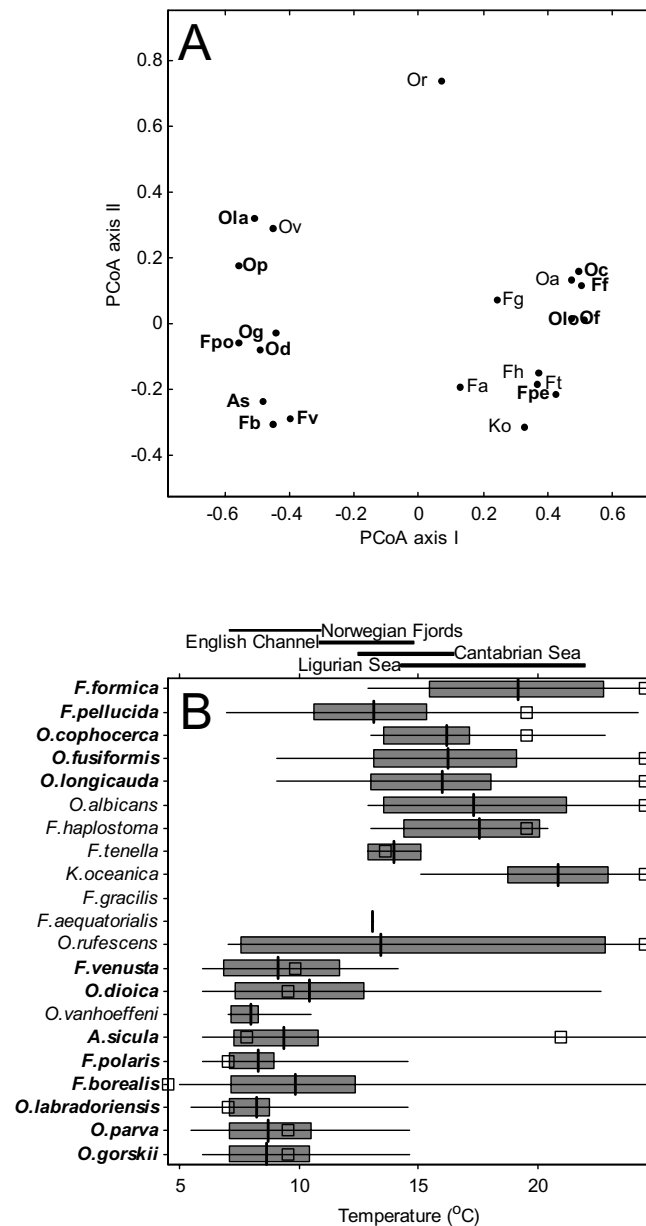 A
0.8
0.6
0.4
0.2
0
-0.2
-0.4
PCoA axis II
Or
Ola
Ov
Op
Oc
Oa
Ff
Fg
Og
Olo
Of
Fpo
Od
Fh
Ft
Fa
Fpe
As
Fb
Fv
Ko
-0.6 -0.4 -0.2 0 0.2 0.4 0.6
PCoA axis I
Norwegian Fjords
English Channel
Cantabrian Sea
Ligurian Sea
B
F.formica
F.pellucida
O.cophocerca
O.fusiformis
O.longicauda
O.albicans
F.haplostoma
F.tenella
K.oceanica
F.gracilis
F.aequatorialis
O.rufescens
F.venusta
O.dioica
O.vanhoeffeni
A.sicula
F.polaris
F.borealis
O.labradoriensis
O.parva
O.gorskii
5 10 15 20
Temperature (°C)